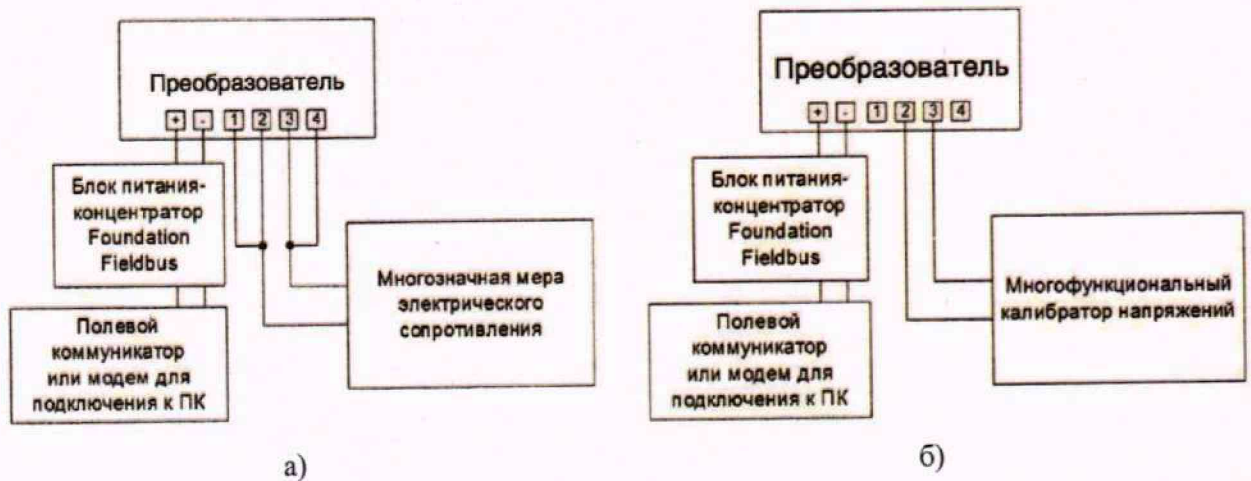 Преобразователь
+ - 1 2 3 4
Блок питания-
концентратор
Foundation
Fieldbus
Многозначная мера
электрического
сопротивления
Полевой
коммуникатор
или модем для
подключения к ПК
а)
Преобразователь
+ - 1 2 3 4
Блок питания-
концентратор
Foundation
Fieldbus
Многофункциональный
калибратор напряжений
Полевой
коммуникатор
или модем для
подключения к ПК
б)